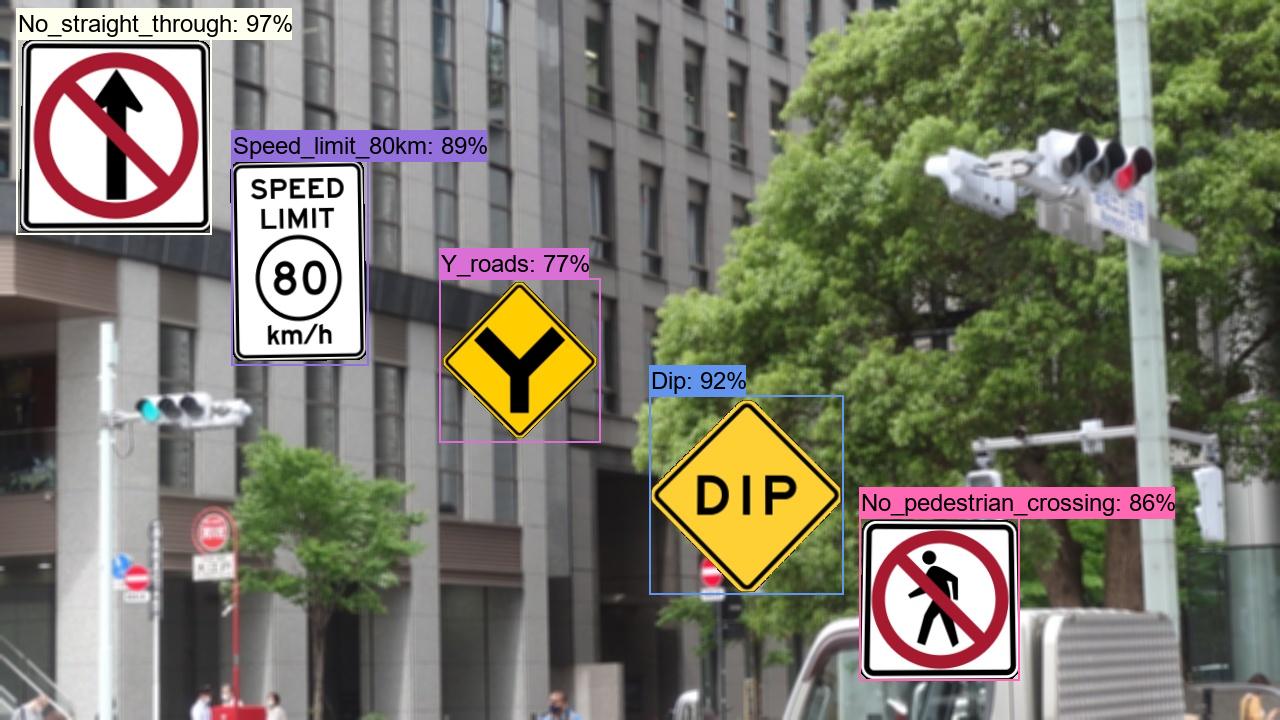 No_straight_through: 97%
Speed_limit_80km: 89%
SPEED
LIMIT
80
km/h
Y_roads: 77%
Dip: 92%
DIP
No_pedestrian_crossing: 86%